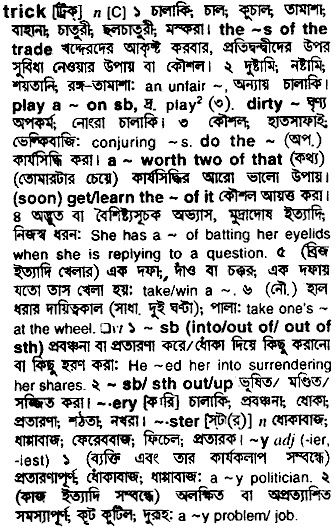 trick [ট্রিক] n [C] ১ চালাকি; চাল; কূচাল, তামাশা,
বাহানা; চাতুরী; ছলচাতুরী; মস্করা। the ~s of the
trade খদ্দেরদের আকৃষ্ট করবার, প্রতিদ্বন্দ্বীদের উপর
সুবিধা নেওয়ার উপায় বা কৌশল। ২ দুষ্টামি; নষ্টামি;
শয়তানি; রঙ্গ-তামাশা: an unfair ~, অন্যায় চালাকি।
play a ~ on sb, দ্র. play² (৩). dirty ~ ঘৃণ্য
অপকর্ম; নোংরা চালাকি। ৩ কৌশল; হাতসাফাই;
ভেলকিবাজি: conjuring ~s. do the ~ (অপ.)
কার্যসিদ্ধি করা। a ~ worth two of that (কথ্য)
(তোমারটার চেয়ে) কার্যসিদ্ধির আরো ভালো উপায়।
(soon) get/learn the ~ of it কৌশল আয়ত্ত করা।
৪ অদ্ভুত বা বৈশিষ্ট্যসূচক অভ্যাস, মুদ্রাদোষ ইত্যাদি;
নিজস্ব ধরন: She has a ~ of batting her eyelids
when she is replying to a question. ৫ (ব্রিজ
ইত্যাদি খেলার) এক দফা; দাঁও বা চক্কর; এক দফায়
যতো তাস খেলা হয়: take/win a ~. ৬ (নৌ.) হাল
ধরার দায়িত্বকাল (সাধা. দুই ঘণ্টা); পালা: take one's ~
at the wheel. □vt ১ ~ sb (into/out of/ out of
sth) প্রবঞ্চনা বা প্রতারণা করে/ধোঁকা দিয়ে কিছু করানো
বা কিছু হরণ করা: He ~ed her into surrendering
her shares. ২ ~ sb/ sth out/up ভূষিত/ মণ্ডিত/
সজ্জিত করা। ~·ery [-কারি] চালাকি, প্রবঞ্চনা; ধোকা,
প্রতারণা; শঠতা; নখরা। ~·ster [স্ট্যা(র্)] n ধোকাবাজ;
ধাপ্পাবাজ; ফেরেববাজ; ফিচেল; প্রতারক। ~y adj (-ier,
-iest) ১ (ব্যক্তি এবং তার কার্যকলাপ সম্বন্ধে)
প্রতারণাপূর্ণ; ধোঁকাবাজ; ধাপ্পাবাজ: a ~y politician. ২
(কাজ ইত্যাদি সম্বন্ধে) অলক্ষিত বা অপ্রত্যাশিত
সমস্যাপূর্ণ; কূট কুটিল; দুরূহ: a ~y problem/ job.